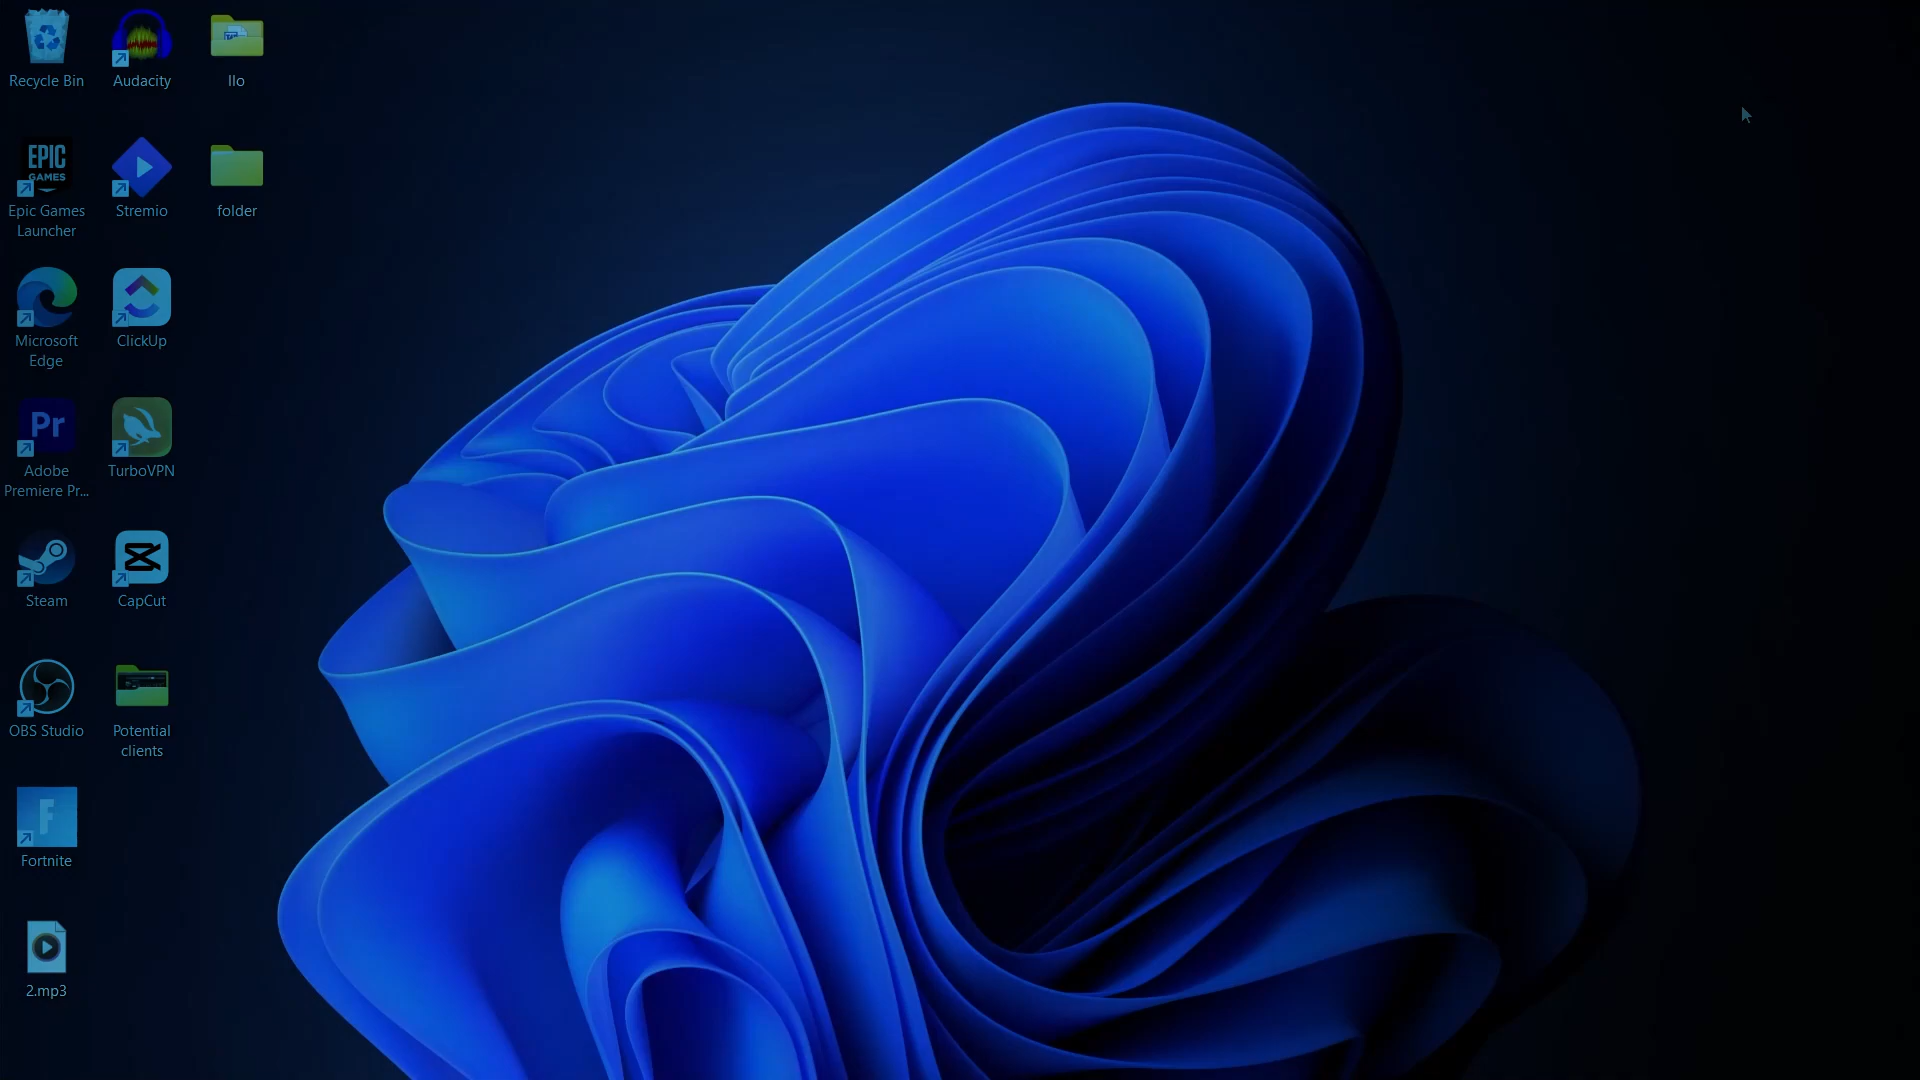 Recycle Bin
Audacity
llo
EPIC
GAMES
Epic Games
Launcher
Stremio
folder
Microsoft
Edge
ClickUp
Pr
Adobe
Premiere Pr...
TurboVPN
Steam
CapCut
OBS Studio
Potential
clients
F
Fortnite
2.mp3